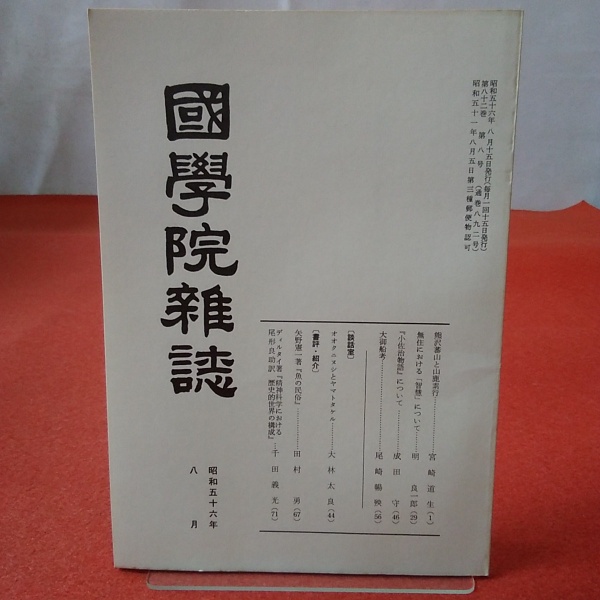 昭和五十六年 八月十五日発行(毎月一回十五日発行)
第八十二巻 第八号 (通巻八九二号)
昭和五十一年八月五日第三種郵便物認可
熊沢蕃山と山鹿素行…………宮崎道生(1)
無住における「智慧」について……明 良一郎(29)
『小佐治物語』について…………成田 守(46)
大御船考…………尾崎暢殃(56)
〔談話室〕
オオクニヌシとヤマトタケル………大林太良(44)
〔書評・紹介〕
矢野憲一著『魚の民俗』…………田村 勇(67)
ディルタイ著『精神科学における
尾形良助訳 歴史的世界の構成』…千田義光(71)
國學院雜誌
昭和五十六年
八月